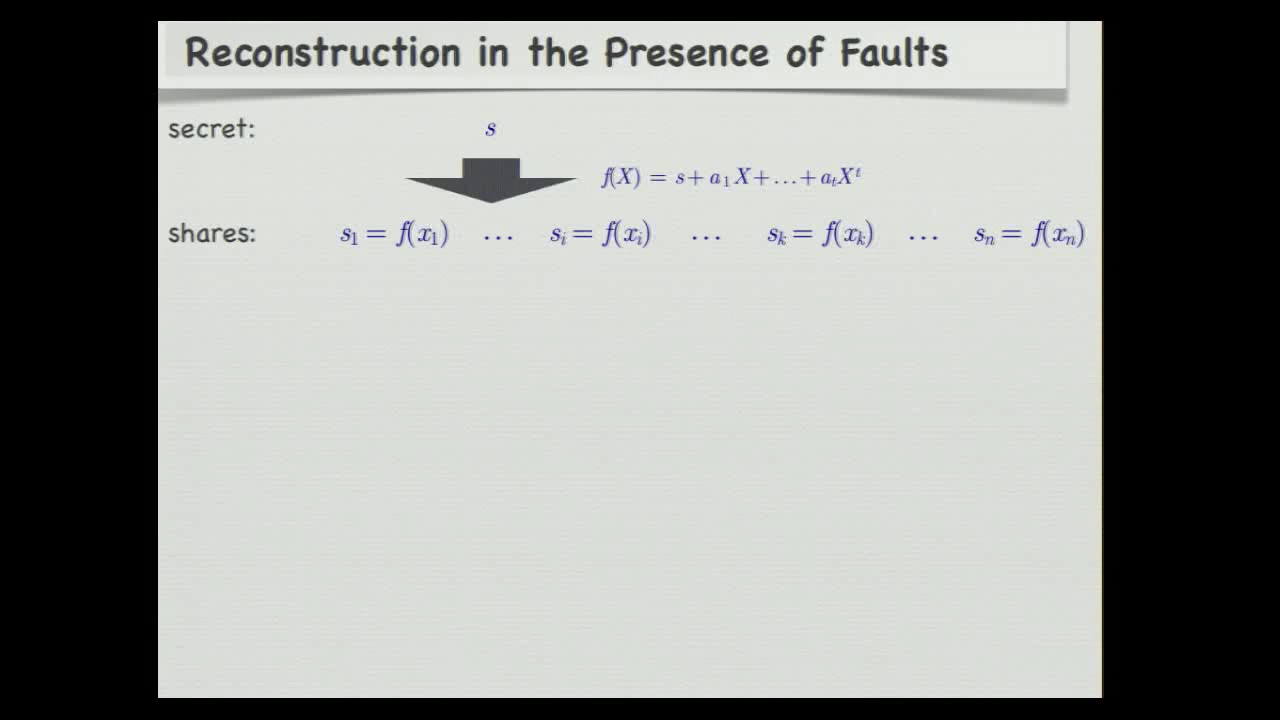 Reconstruction in the Presence of Faults
secret: s
f(X) = s + a₁X + … + aₜXᵗ
shares: s₁ = f(x₁) … sᵢ = f(xᵢ) … sₖ = f(xₖ) … sₙ = f(xₙ)